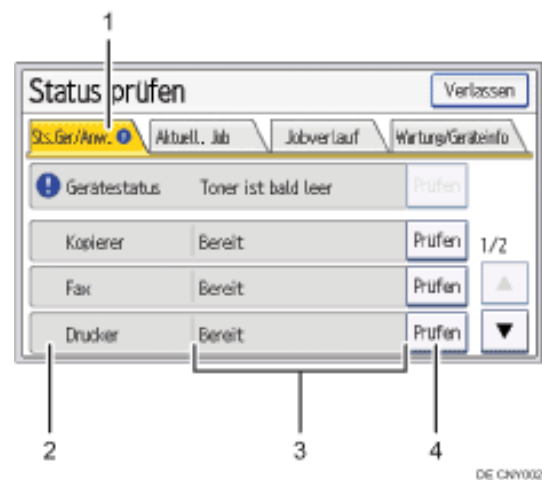 1
Status prüfen Verlassen
Sts.Ger/Anw. Aktuell. Job Jobverlauf Wartung/Geräteinfo
Gerätestatus Toner ist bald leer Prüfen
Kopierer Bereit Prüfen 1/2
Fax Bereit Prüfen
Drucker Bereit Prüfen
2 3 4
DE CNY002